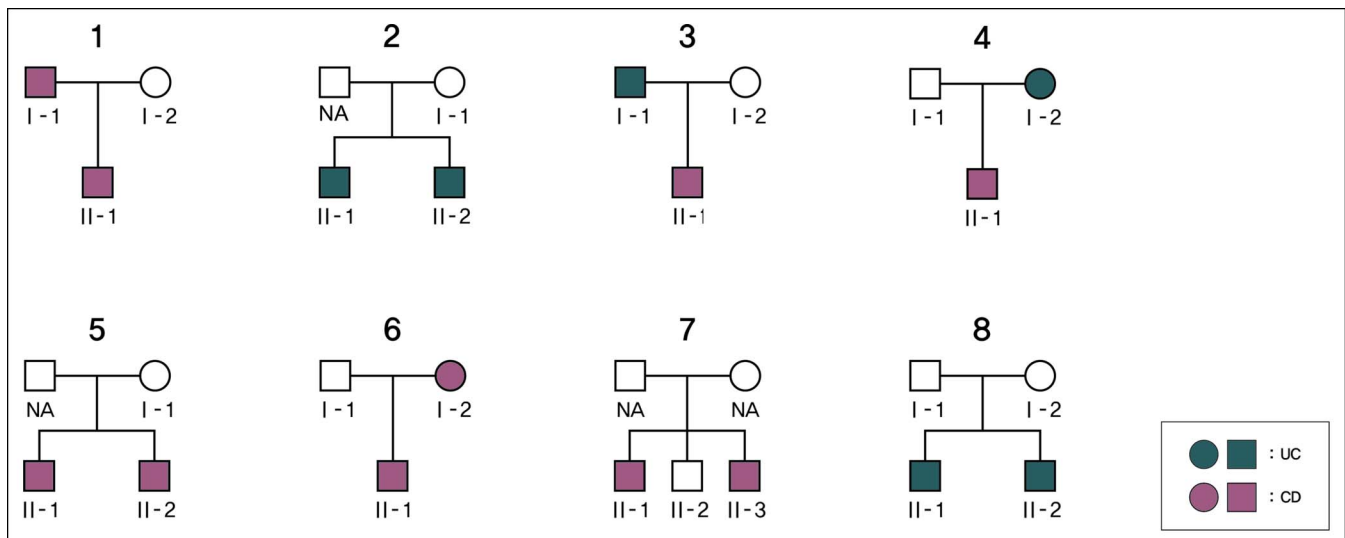 1 2 3 4
I-1 I-2 NA I-1 I-1 I-2 I-1 I-2
II-1 II-1 II-2 II-1 II-1
5 6 7 8
NA I-1 I-1 I-2 NA NA I-1 I-2
II-1 II-2 II-1 II-1 II-2 II-3 II-1 II-2
: UC
: CD